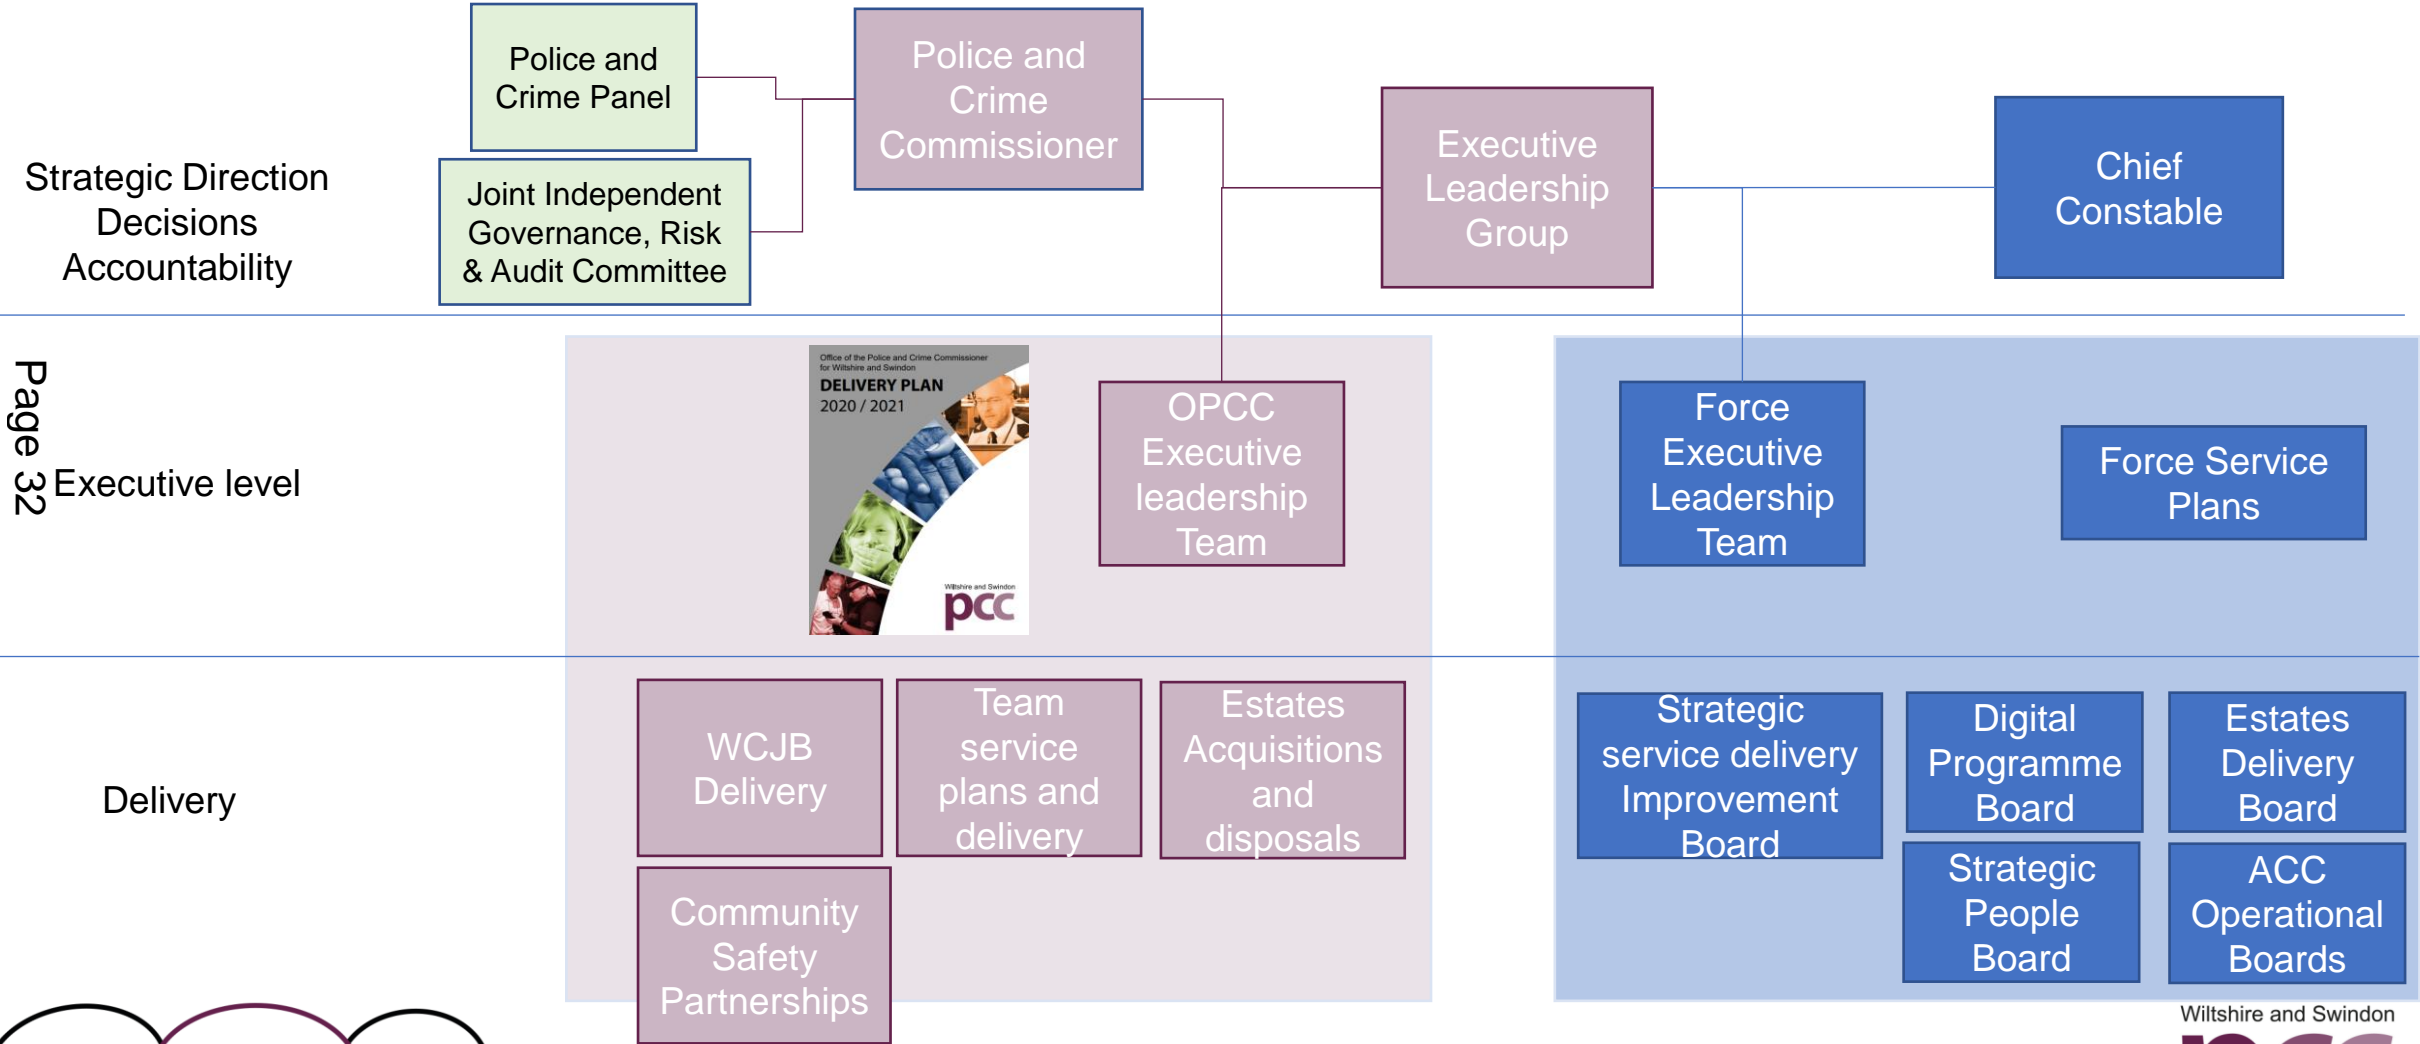 Police and
Crime Panel
Police and
Crime
Commissioner
Executive
Leadership
Group
Chief
Constable
Strategic Direction
Decisions
Accountability
Joint Independent
Governance, Risk
& Audit Committee
Page 32
Executive level
Office of the Police and Crime Commissioner
for Wiltshire and Swindon
DELIVERY PLAN
2020 / 2021
Wiltshire and Swindon
pcc
OPCC
Executive
leadership
Team
Force
Executive
Leadership
Team
Force Service
Plans
Delivery
WCJB
Delivery
Team
service
plans and
delivery
Estates
Acquisitions
and
disposals
Community
Safety
Partnerships
Strategic
service delivery
Improvement
Board
Digital
Programme
Board
Estates
Delivery
Board
Strategic
People
Board
ACC
Operational
Boards
Wiltshire and Swindon
pcc